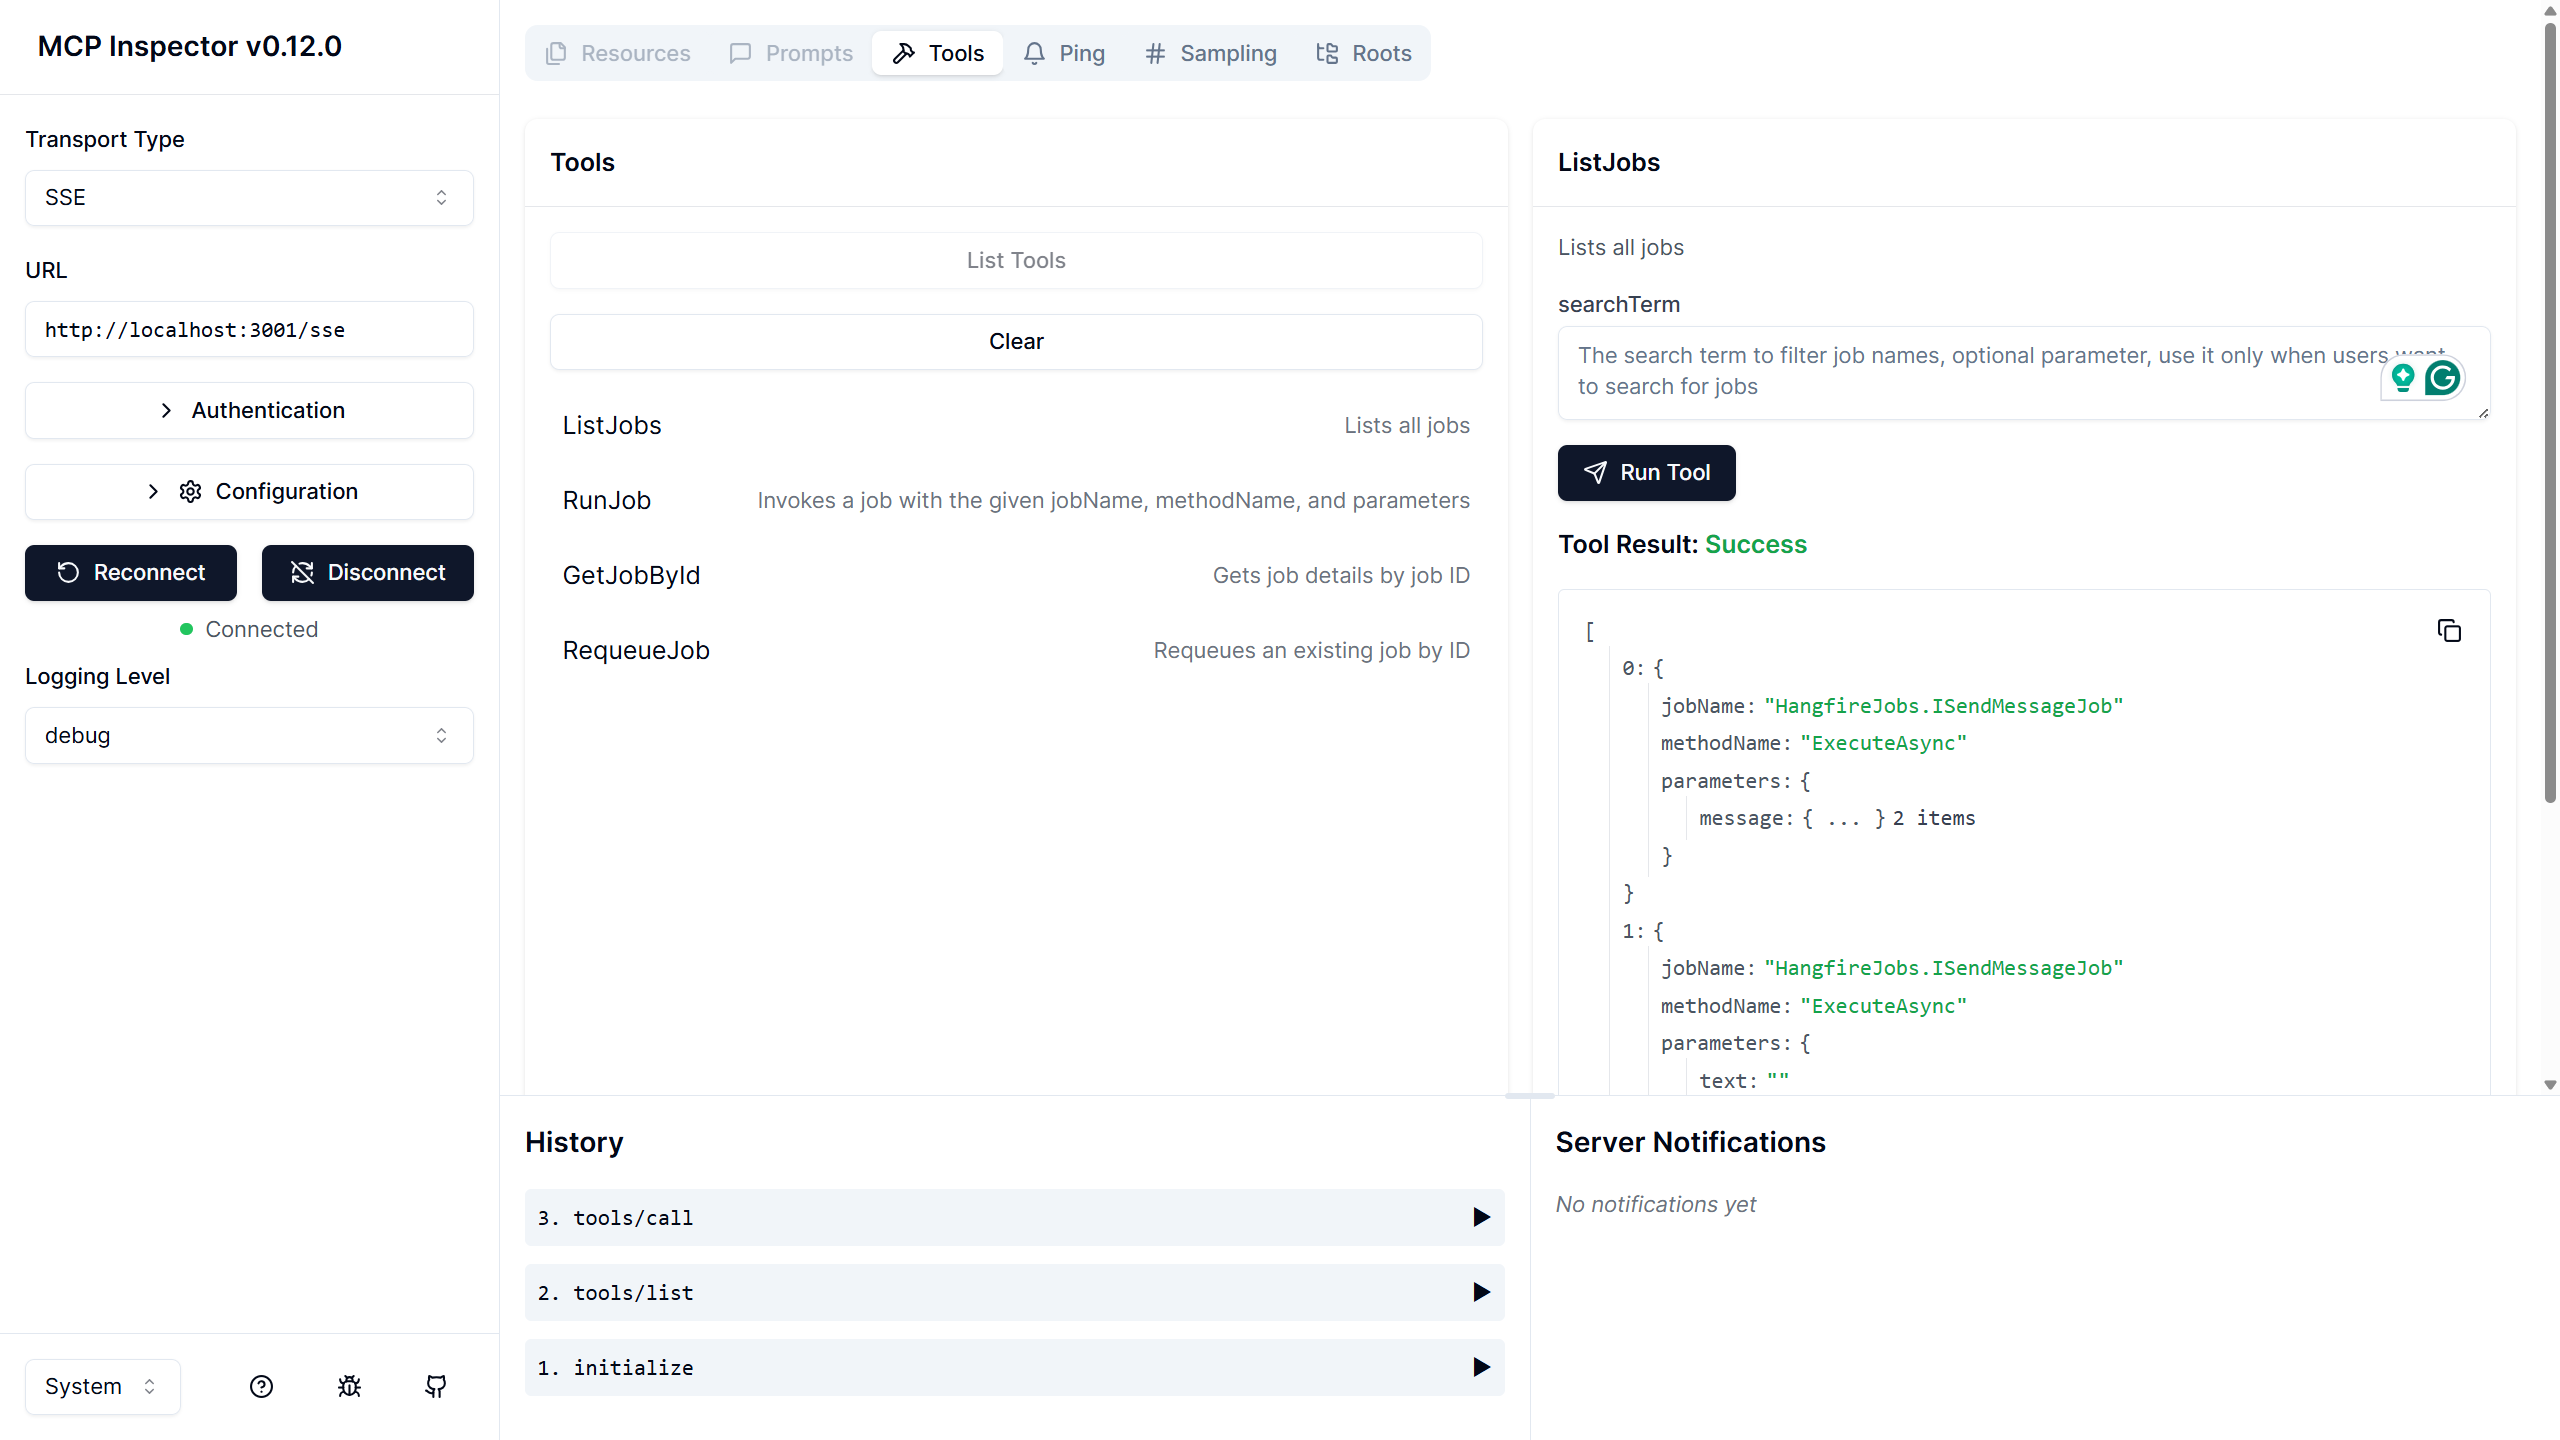 MCP Inspector v0.12.0
Transport Type
SSE
URL
http://localhost:3001/sse
Authentication
Configuration
Reconnect
Disconnect
Connected
Logging Level
debug
System
Resources
Prompts
Tools
Ping
Sampling
Roots
Tools
List Tools
Clear
ListJobs Lists all jobs
RunJob Invokes a job with the given jobName, methodName, and parameters
GetJobById Gets job details by job ID
RequeueJob Requeues an existing job by ID
ListJobs
Lists all jobs
searchTerm
The search term to filter job names, optional parameter, use it only when users want
to search for jobs
Run Tool
Tool Result: Success
[
0: {
jobName: "HangfireJobs.ISendMessageJob"
methodName: "ExecuteAsync"
parameters: {
message: { ... } 2 items
}
}
1: {
jobName: "HangfireJobs.ISendMessageJob"
methodName: "ExecuteAsync"
parameters: {
text: ""
History
3. tools/call
2. tools/list
1. initialize
Server Notifications
No notifications yet